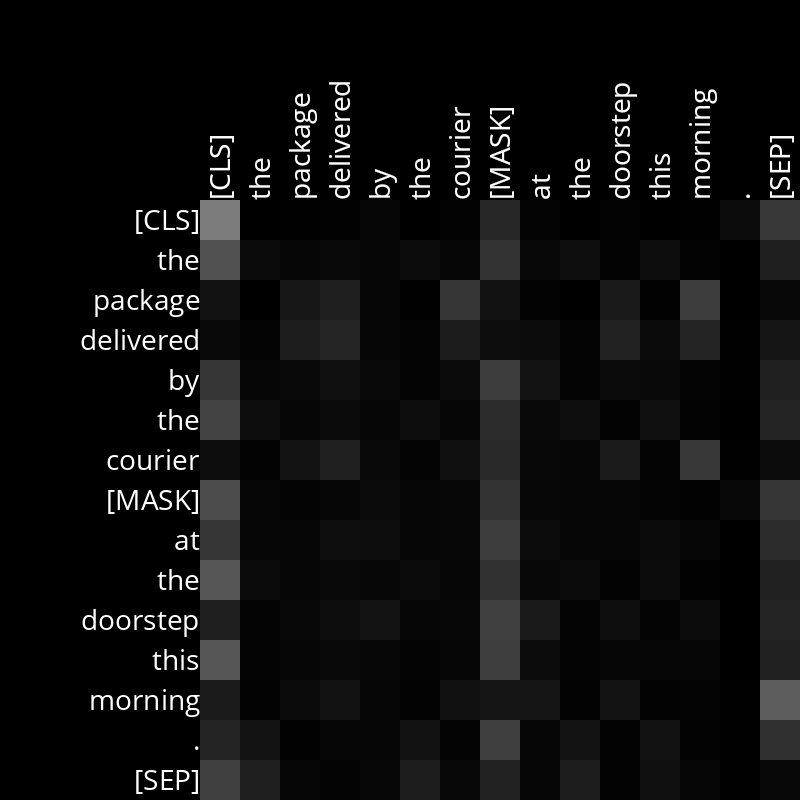 [CLS] the package delivered by the courier [MASK] at the doorstep this morning . [SEP]
[CLS]
the
package
delivered
by
the
courier
[MASK]
at
the
doorstep
this
morning
.
[SEP]